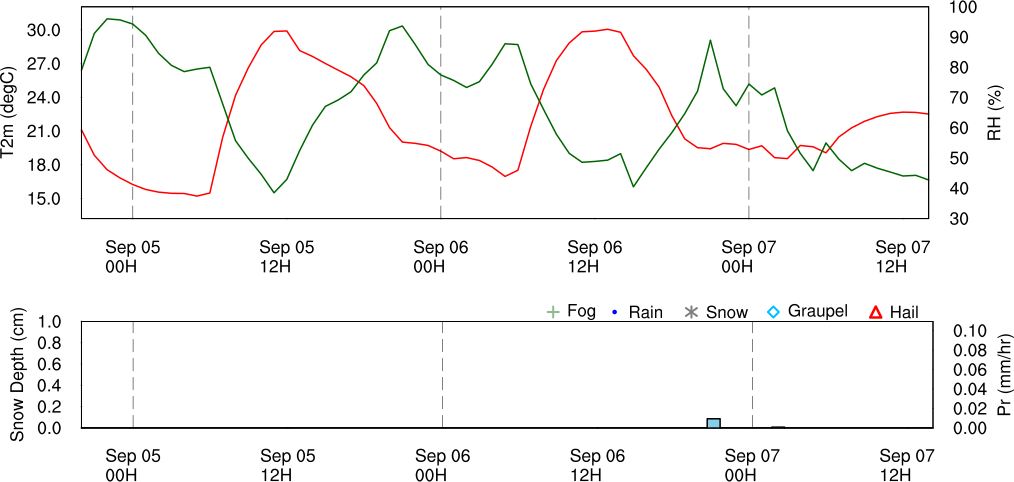 100
30.0
90
27.0
80
24.0
70
21.0
60
18.0
50
15.0
40
30
T2m (degC)
RH (%)
Sep 05 Sep 05 Sep 06 Sep 06 Sep 07 Sep 07
00H 12H 00H 12H 00H 12H
Fog Rain Snow Graupel Hail
1.0
0.10
0.8
0.08
0.6
0.06
0.4
0.04
0.2
0.02
0.0
0.00
Snow Depth (cm)
Pr (mm/hr)
Sep 05 Sep 05 Sep 06 Sep 06 Sep 07 Sep 07
00H 12H 00H 12H 00H 12H